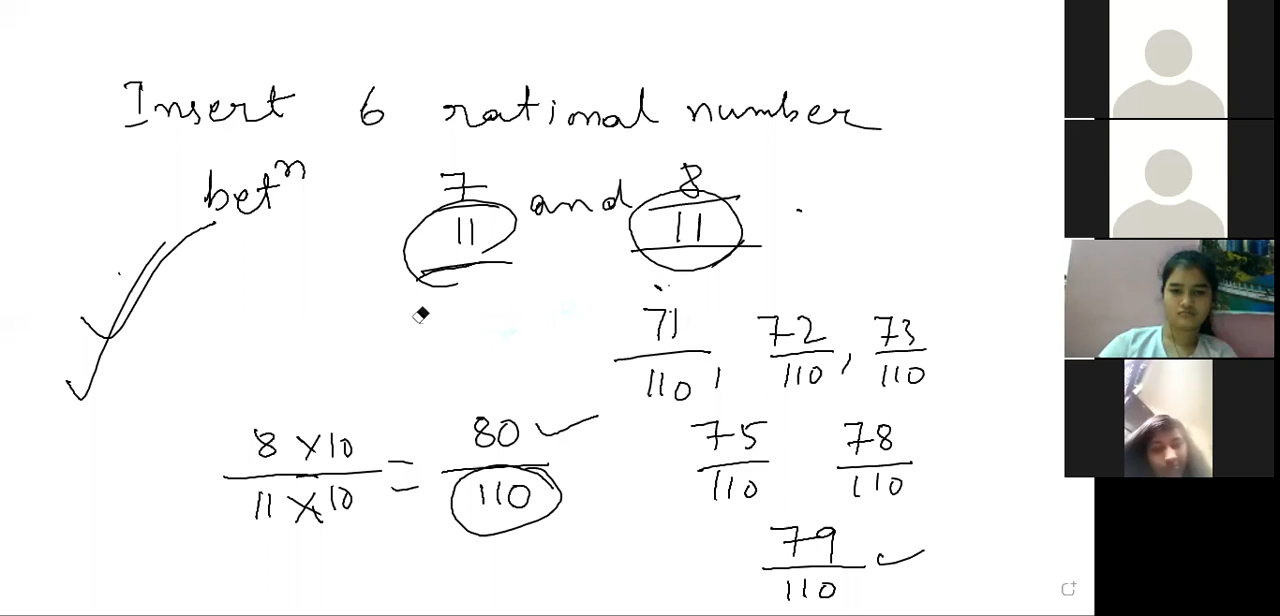 Insert 6 rational number
betⁿ 7/11 and 8/11 .
71/110, 72/110, 73/110
8×10/11×10 = 80/110 75/110 78/110
79/110